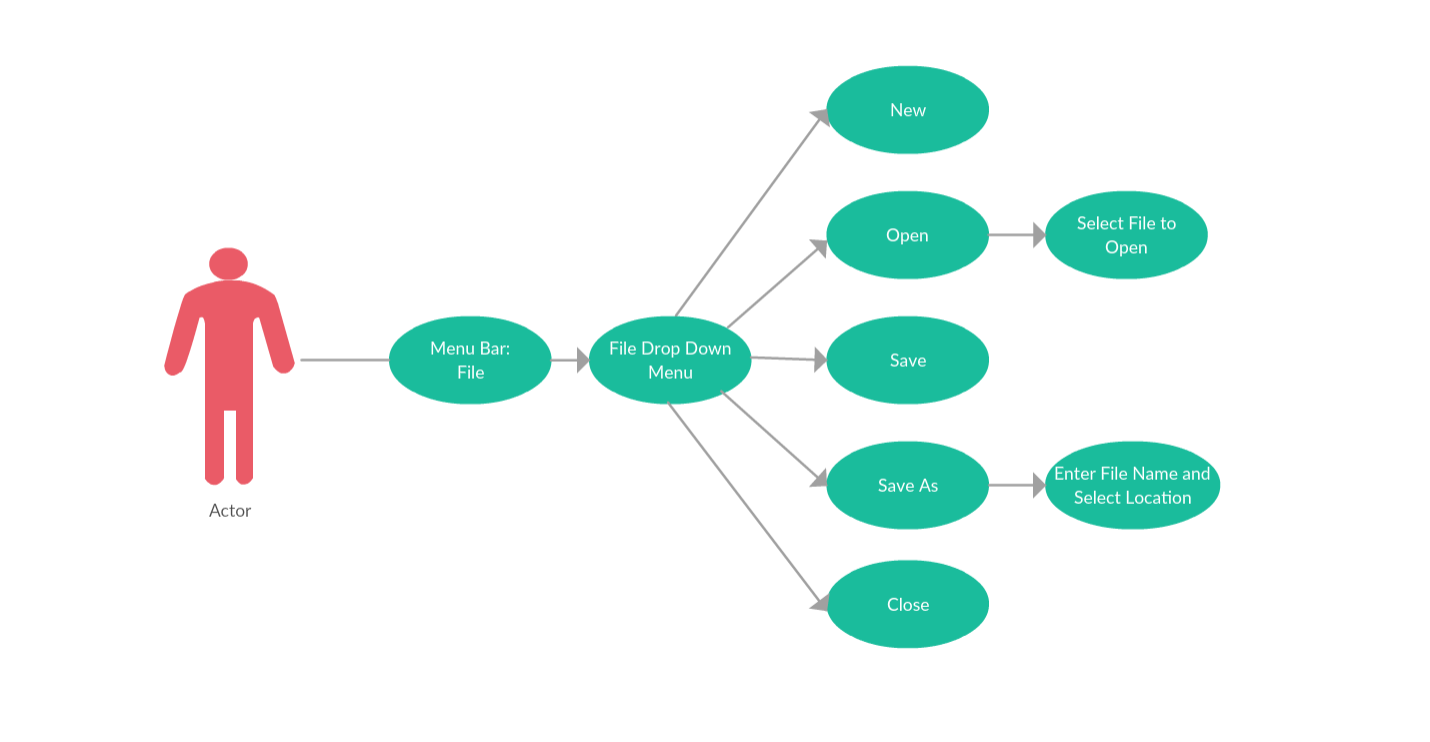 New
Open
Select File to
Open
Menu Bar:
File
File Drop Down
Menu
Save
Save As
Enter File Name and
Select Location
Actor
Close